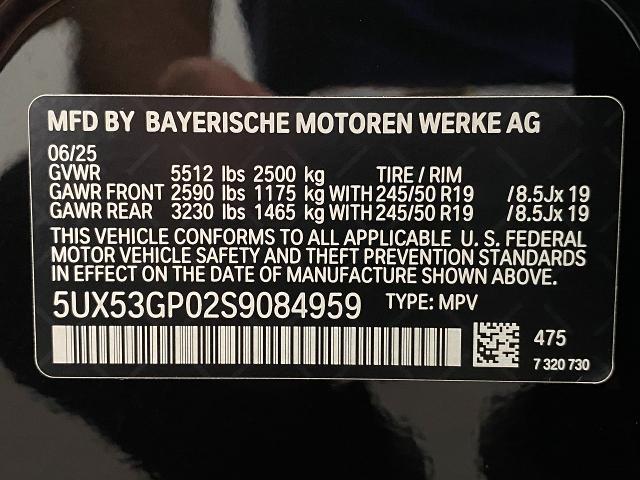 MFD BY BAYERISCHE MOTOREN WERKE AG
06/25
GVWR 5512 lbs 2500 kg TIRE / RIM
GAWR FRONT 2590 lbs 1175 kg WITH 245/50 R19 /8.5Jx 19
GAWR REAR 3230 lbs 1465 kg WITH 245/50 R19 /8.5Jx 19
THIS VEHICLE CONFORMS TO ALL APPLICABLE U. S. FEDERAL
MOTOR VEHICLE SAFETY AND THEFT PREVENTION STANDARDS
IN EFFECT ON THE DATE OF MANUFACTURE SHOWN ABOVE.
5UX53GP02S9084959 TYPE: MPV
475
7 320 730